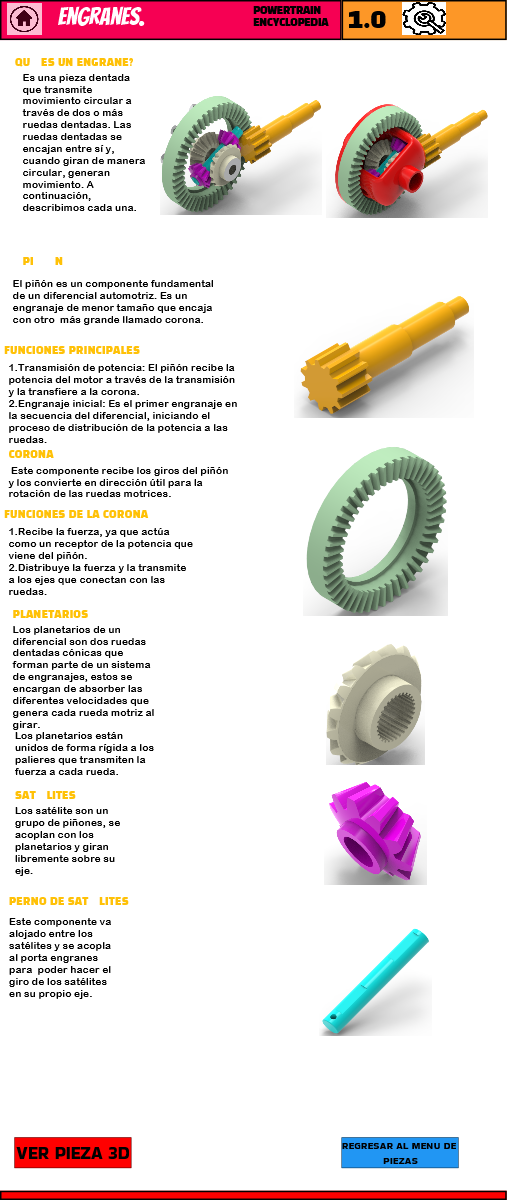 ENGRANES.
POWERTRAIN
ENCYCLOPEDIA
1.0
QU ES UN ENGRANE?
Es una pieza dentada
que transmite
movimiento circular a
través de dos o más
ruedas dentadas. Las
ruedas dentadas se
encajan entre sí y,
cuando giran de manera
circular, generan
movimiento. A
continuación,
describimos cada una.
PI N
El piñón es un componente fundamental
de un diferencial automotriz. Es un
engranaje de menor tamaño que encaja
con otro más grande llamado corona.
FUNCIONES PRINCIPALES
1.Transmisión de potencia: El piñón recibe la
potencia del motor a través de la transmisión
y la transfiere a la corona.
2.Engranaje inicial: Es el primer engranaje en
la secuencia del diferencial, iniciando el
proceso de distribución de la potencia a las
ruedas.
CORONA
Este componente recibe los giros del piñón
y los convierte en dirección útil para la
rotación de las ruedas motrices.
FUNCIONES DE LA CORONA
1.Recibe la fuerza, ya que actúa
como un receptor de la potencia que
viene del piñón.
2.Distribuye la fuerza y la transmite
a los ejes que conectan con las
ruedas.
PLANETARIOS
Los planetarios de un
diferencial son dos ruedas
dentadas cónicas que
forman parte de un sistema
de engranajes, estos se
encargan de absorber las
diferentes velocidades que
genera cada rueda motriz al
girar.
Los planetarios están
unidos de forma rígida a los
palieres que transmiten la
fuerza a cada rueda.
SAT LITES
Los satélite son un
grupo de piñones, se
acoplan con los
planetarios y giran
libremente sobre su
eje.
PERNO DE SAT LITES
Este componente va
alojado entre los
satélites y se acopla
al porta engranes
para poder hacer el
giro de los satélites
en su propio eje.
VER PIEZA 3D
REGRESAR AL MENU DE
PIEZAS